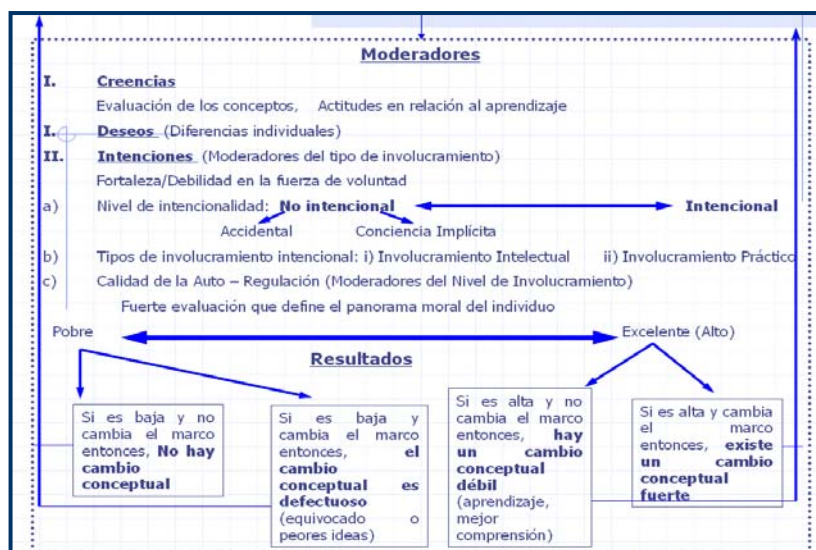 Moderadores
I. Creencias
Evaluación de los conceptos, Actitudes en relación al aprendizaje
I. Deseos (Diferencias individuales)
II. Intenciones (Moderadores del tipo de involucramiento)
Fortaleza/Debilidad en la fuerza de voluntad
a) Nivel de intencionalidad: No intencional Intencional
Accidental Conciencia Implícita
b) Tipos de involucramiento intencional: i) Involucramiento Intelectual ii) Involucramiento Práctico
c) Calidad de la Auto – Regulación (Moderadores del Nivel de Involucramiento)
Fuerte evaluación que define el panorama moral del individuo
Pobre Excelente (Alto)
Resultados
Si es baja y no
cambia el marco
entonces, No hay
cambio
conceptual
Si es baja y
cambia el marco
entonces, el
cambio
conceptual es
defectuoso
(equivocado o
peores ideas)
Si es alta y no
cambia el marco
entonces, hay
un cambio
conceptual
débil
(aprendizaje,
mejor
comprensión)
Si es alta y cambia
el marco
entonces, existe
un cambio
conceptual
fuerte